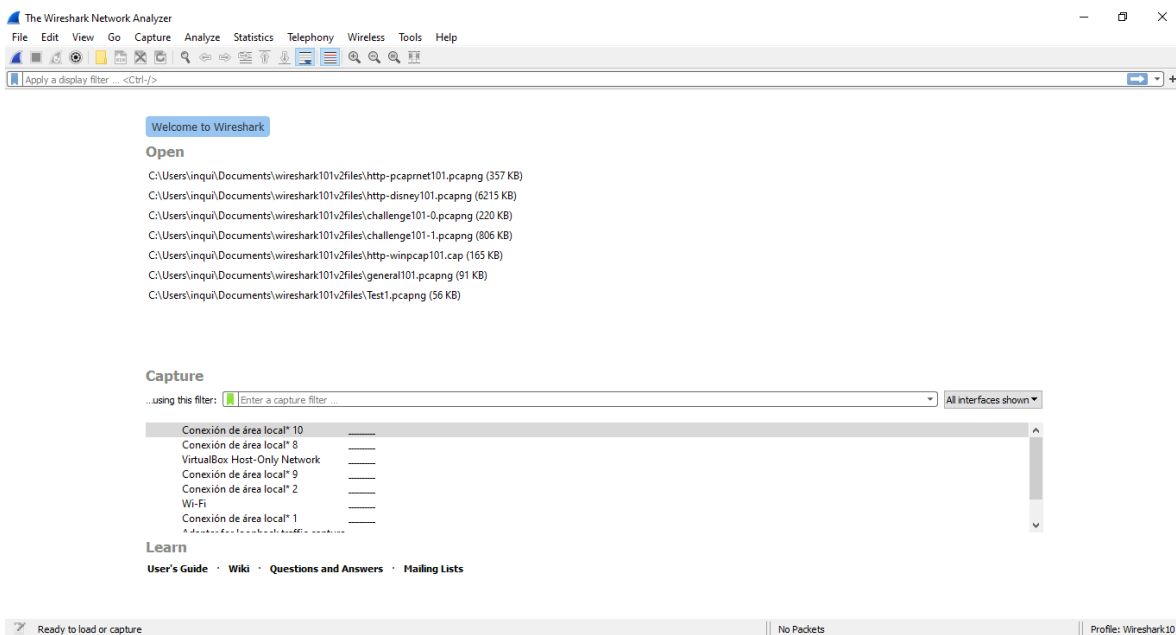 The Wireshark Network Analyzer
File Edit View Go Capture Analyze Statistics Telephony Wireless Tools Help
Apply a display filter ... <Ctrl-/>
Welcome to Wireshark
Open
C:\Users\inqui\Documents\wireshark101v2files\http-pcaprnet101.pcapng (357 KB)
C:\Users\inqui\Documents\wireshark101v2files\http-disney101.pcapng (6215 KB)
C:\Users\inqui\Documents\wireshark101v2files\challenge101-0.pcapng (220 KB)
C:\Users\inqui\Documents\wireshark101v2files\challenge101-1.pcapng (806 KB)
C:\Users\inqui\Documents\wireshark101v2files\http-winpcap101.cap (165 KB)
C:\Users\inqui\Documents\wireshark101v2files\general101.pcapng (91 KB)
C:\Users\inqui\Documents\wireshark101v2files\Test1.pcapng (56 KB)
Capture
...using this filter: Enter a capture filter ... All interfaces shown
Conexión de área local* 10
Conexión de área local* 8
VirtualBox Host-Only Network
Conexión de área local* 9
Conexión de área local* 2
Wi-Fi
Conexión de área local* 1
Adapter for loopback traffic capture
Learn
User's Guide · Wiki · Questions and Answers · Mailing Lists
Ready to load or capture No Packets Profile: Wireshark10